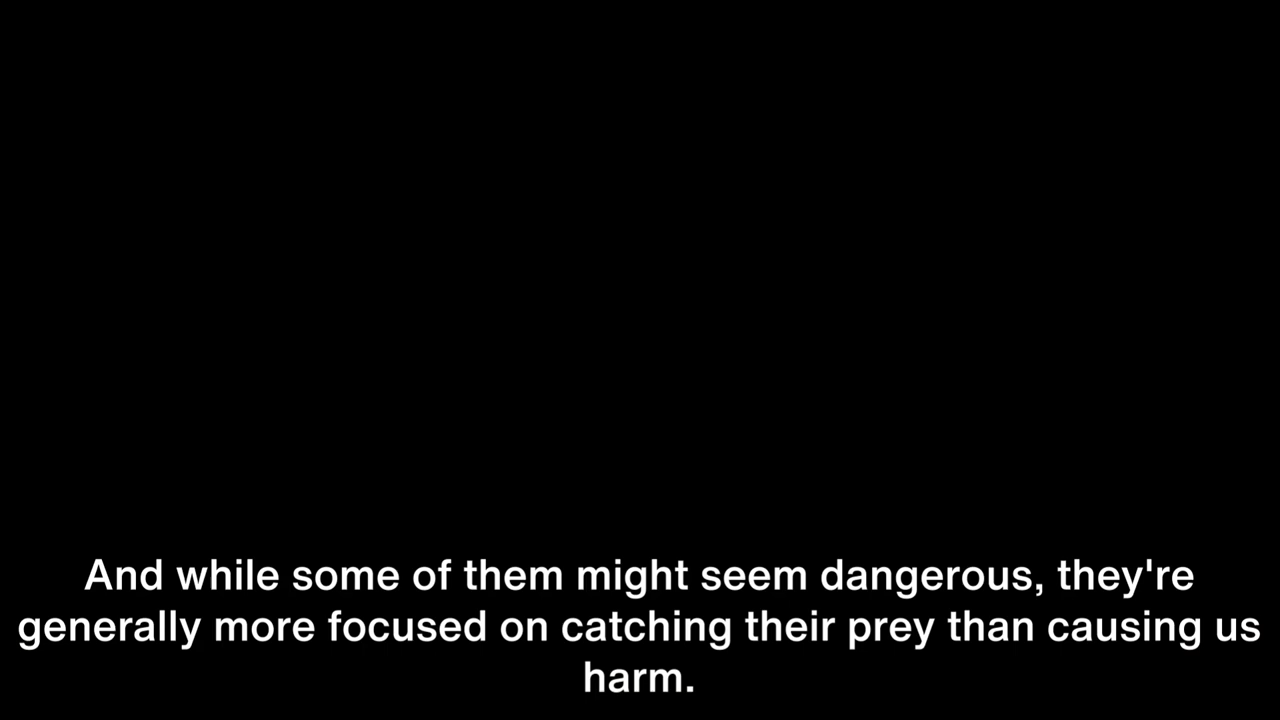 And while some of them might seem dangerous, they're
generally more focused on catching their prey than causing us
harm.